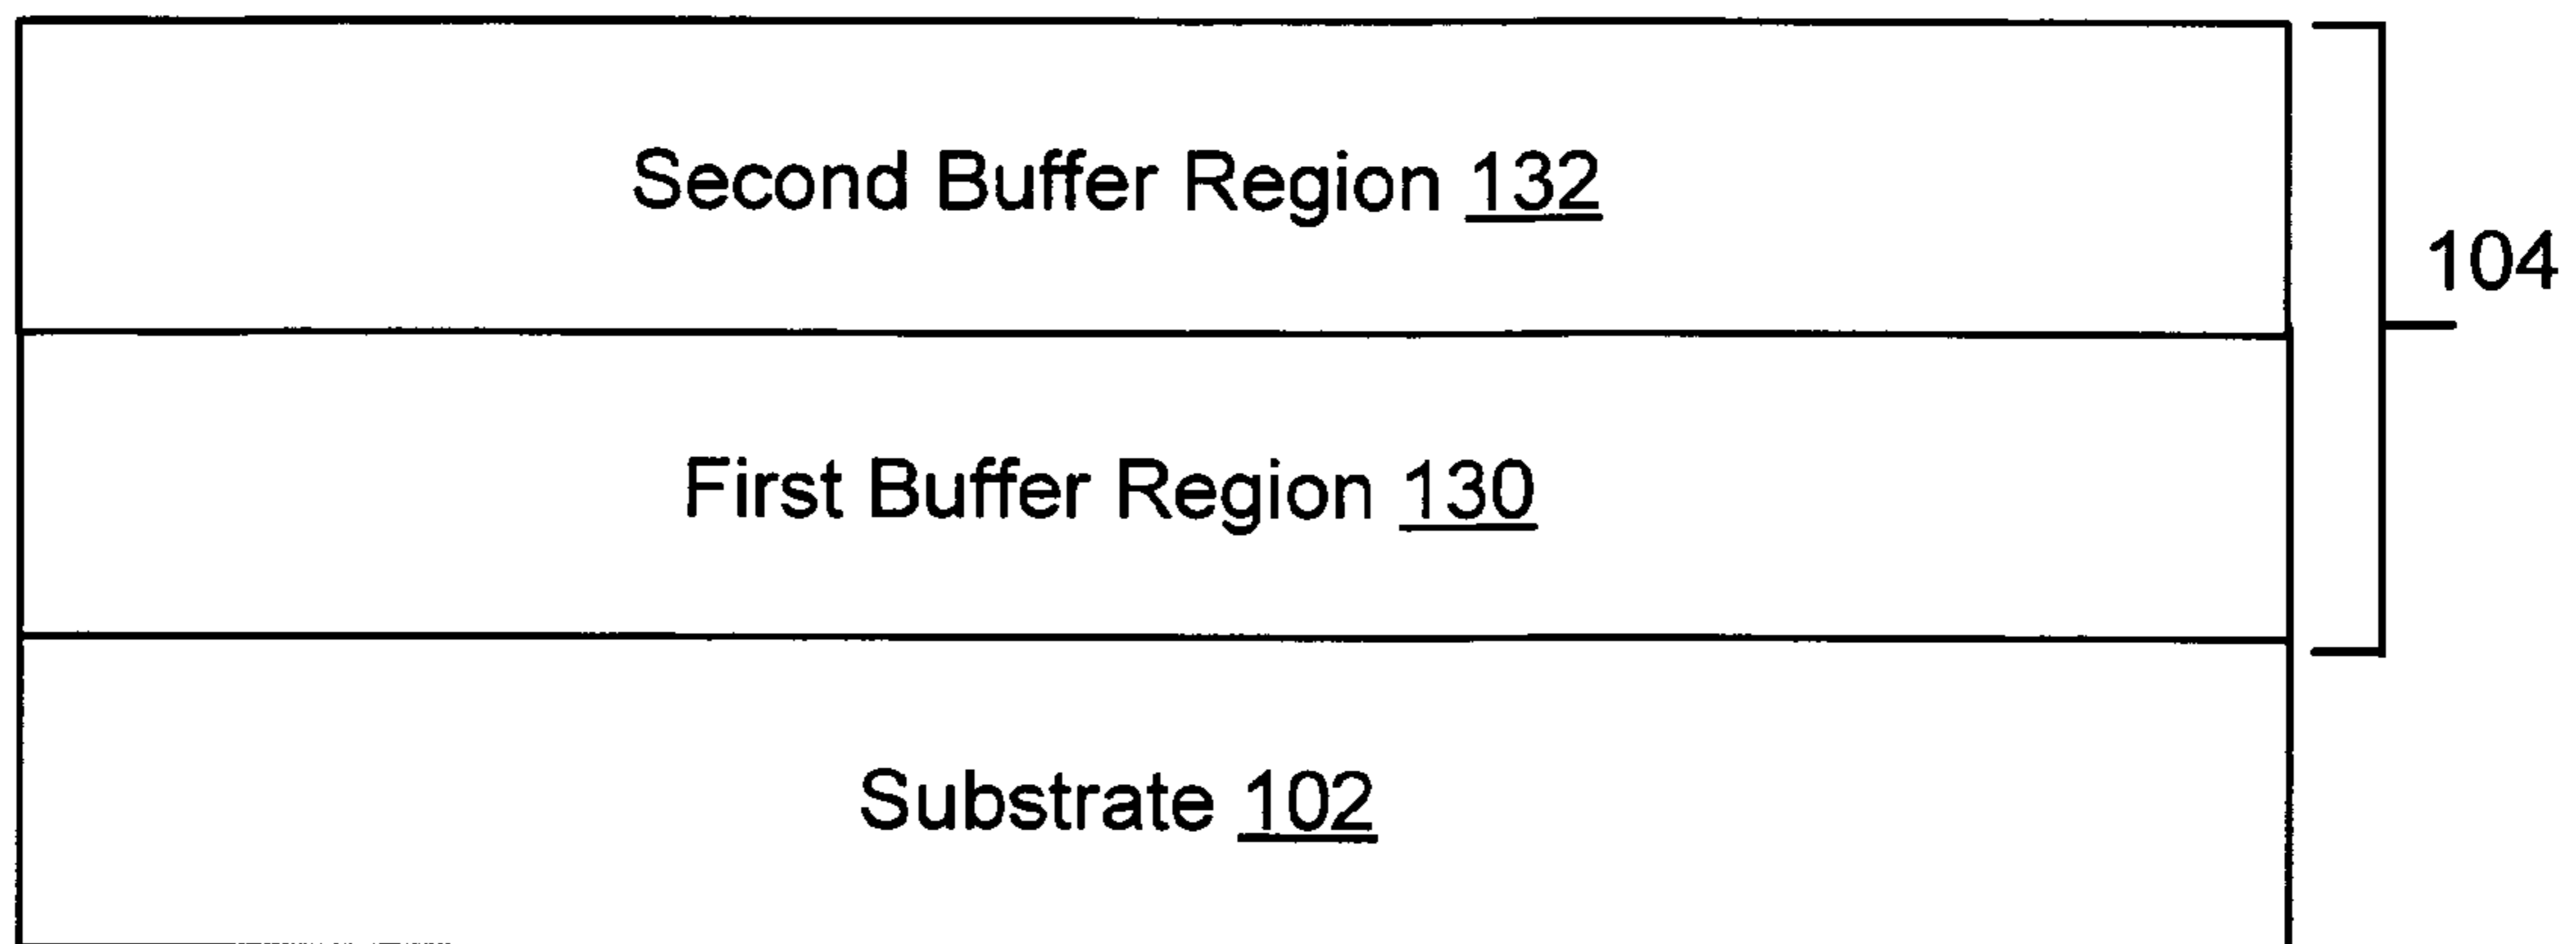 Second Buffer Region 132
104
First Buffer Region 130
Substrate 102